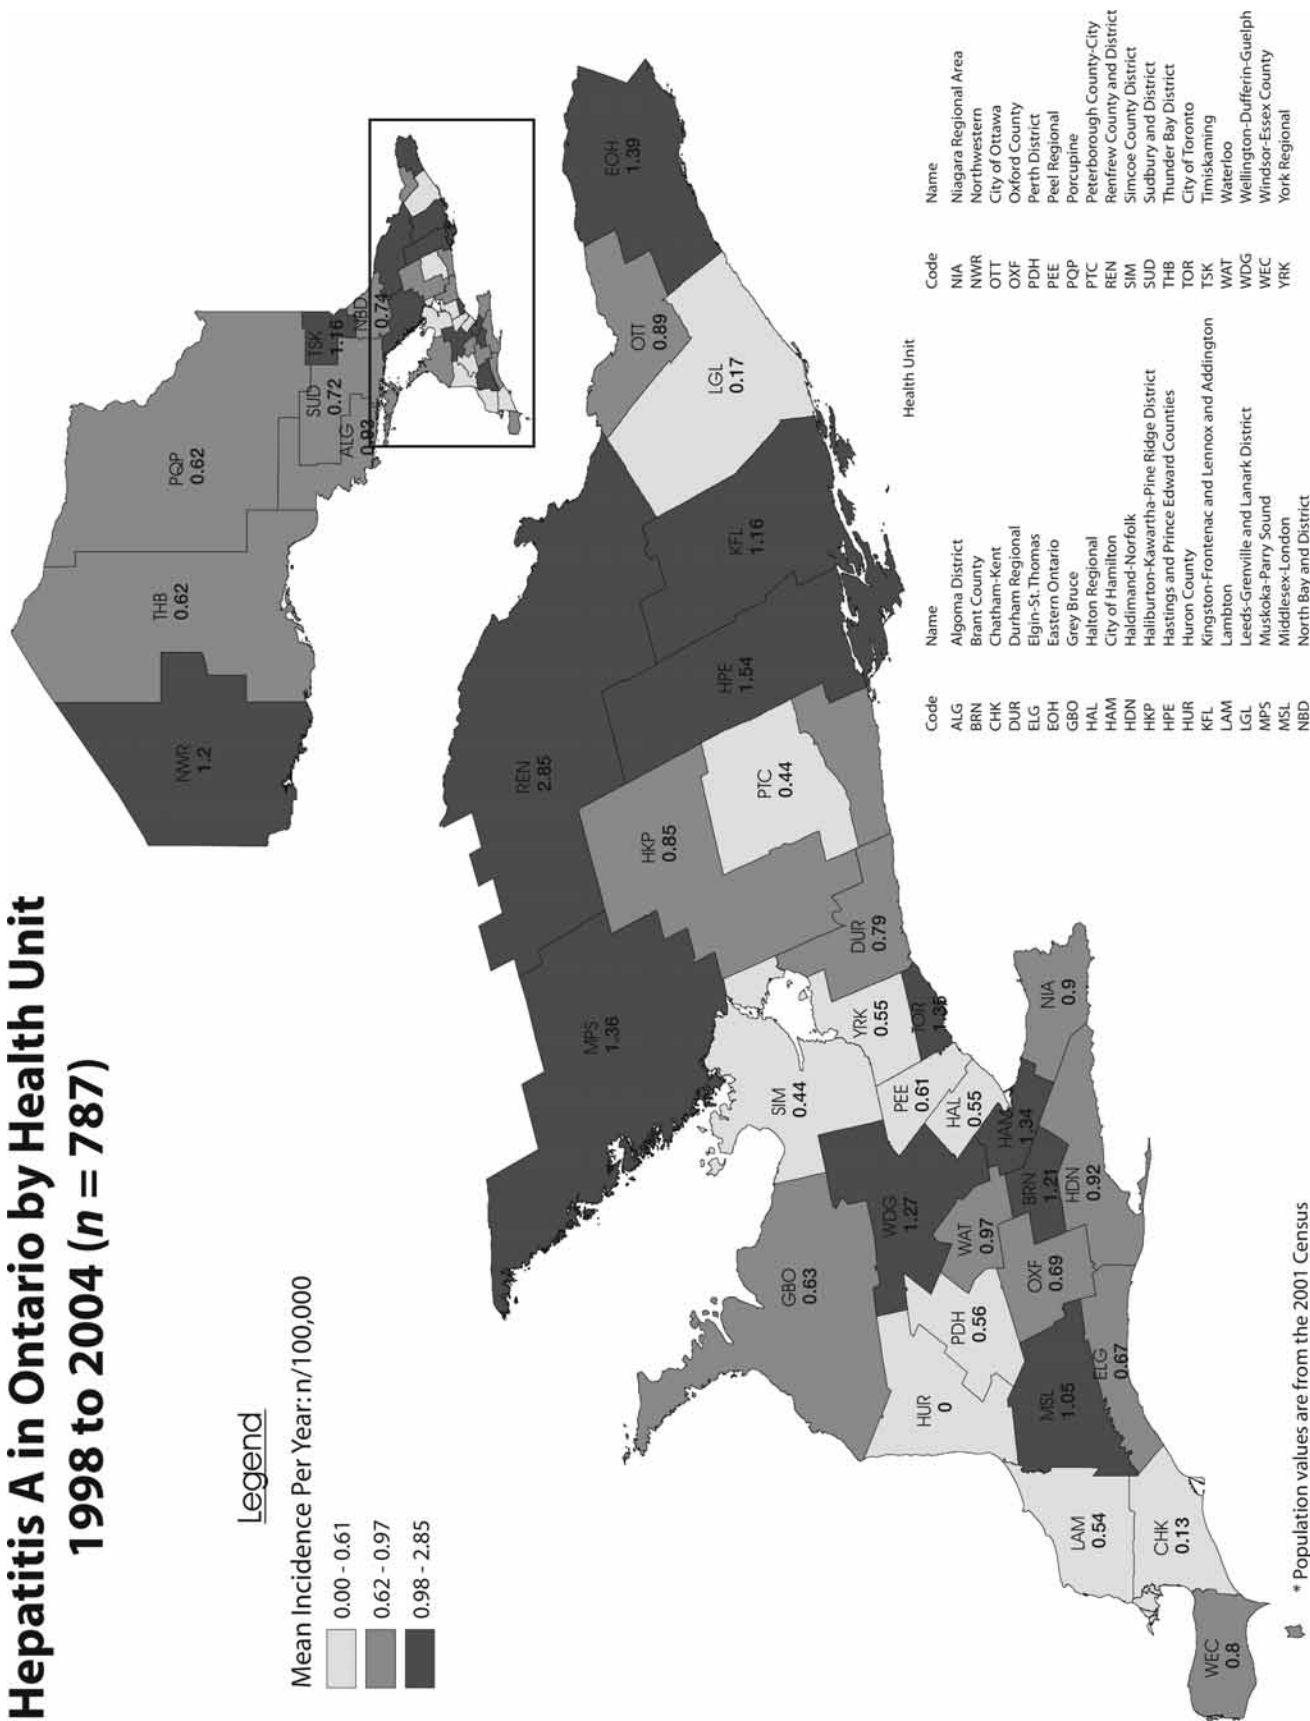 Hepatitis A in Ontario by Health Unit
1998 to 2004 (n = 787)
Legend
Mean Incidence Per Year: n/100,000
0.00 - 0.61
0.62 - 0.97
0.98 - 2.85
NWR
1.2
THB
0.62
PQP
0.62
SUD
0.72
TSK
1.16
ALG
0.93
NBD
0.74
REN
2.85
MPS
1.36
HKP
0.85
HPE
1.54
KFL
1.16
LGL
0.17
OTT
0.89
EOH
1.39
PTC
0.44
DUR
0.79
YRK
0.55
TOR
1.35
SIM
0.44
PEE
0.61
HAL
0.55
HAM
1.34
NIA
0.9
GBO
0.63
WDG
1.27
WAT
0.97
BRN
1.21
HDN
0.92
OXF
0.69
PDH
0.56
HUR
0
MSL
1.05
ELG
0.67
LAM
0.54
CHK
0.13
WEC
0.8
Health Unit
Code Name
ALG Algoma District
BRN Brant County
CHK Chatham-Kent
DUR Durham Regional
ELG Elgin-St. Thomas
EOH Eastern Ontario
GBO Grey Bruce
HAL Halton Regional
HAM City of Hamilton
HDN Haldimand-Norfolk
HKP Haliburton-Kawartha-Pine Ridge District
HPE Hastings and Prince Edward Counties
HUR Huron County
KFL Kingston-Frontenac and Lennox and Addington
LAM Lambton
LGL Leeds-Grenville and Lanark District
MPS Muskoka-Parry Sound
MSL Middlesex-London
NBD North Bay and District
Code Name
NIA Niagara Regional Area
NWR Northwestern
OTT City of Ottawa
OXF Oxford County
PDH Perth District
PEE Peel Regional
PQP Porcupine
PTC Peterborough County-City
REN Renfrew County and District
SIM Simcoe County District
SUD Sudbury and District
THB Thunder Bay District
TOR City of Toronto
TSK Timiskaming
WAT Waterloo
WDG Wellington-Dufferin-Guelph
WEC Windsor-Essex County
YRK York Regional
* Population values are from the 2001 Census